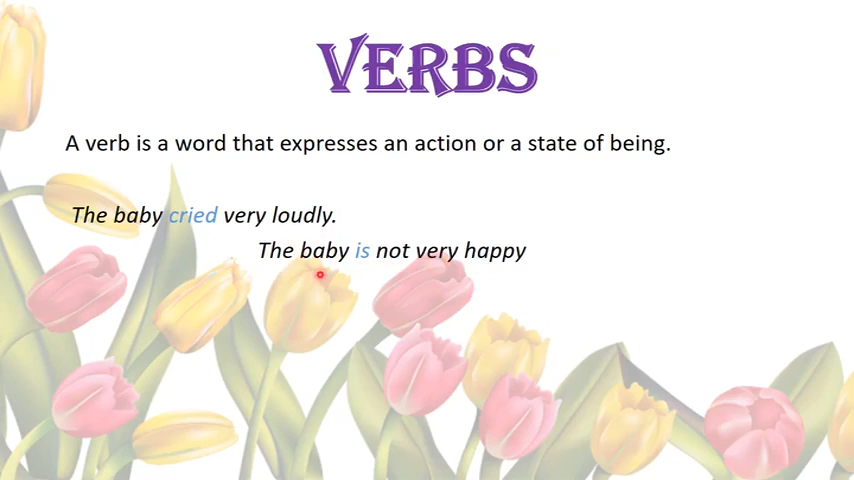 VERBS
A verb is a word that expresses an action or a state of being.
The baby cried very loudly.
The baby is not very happy